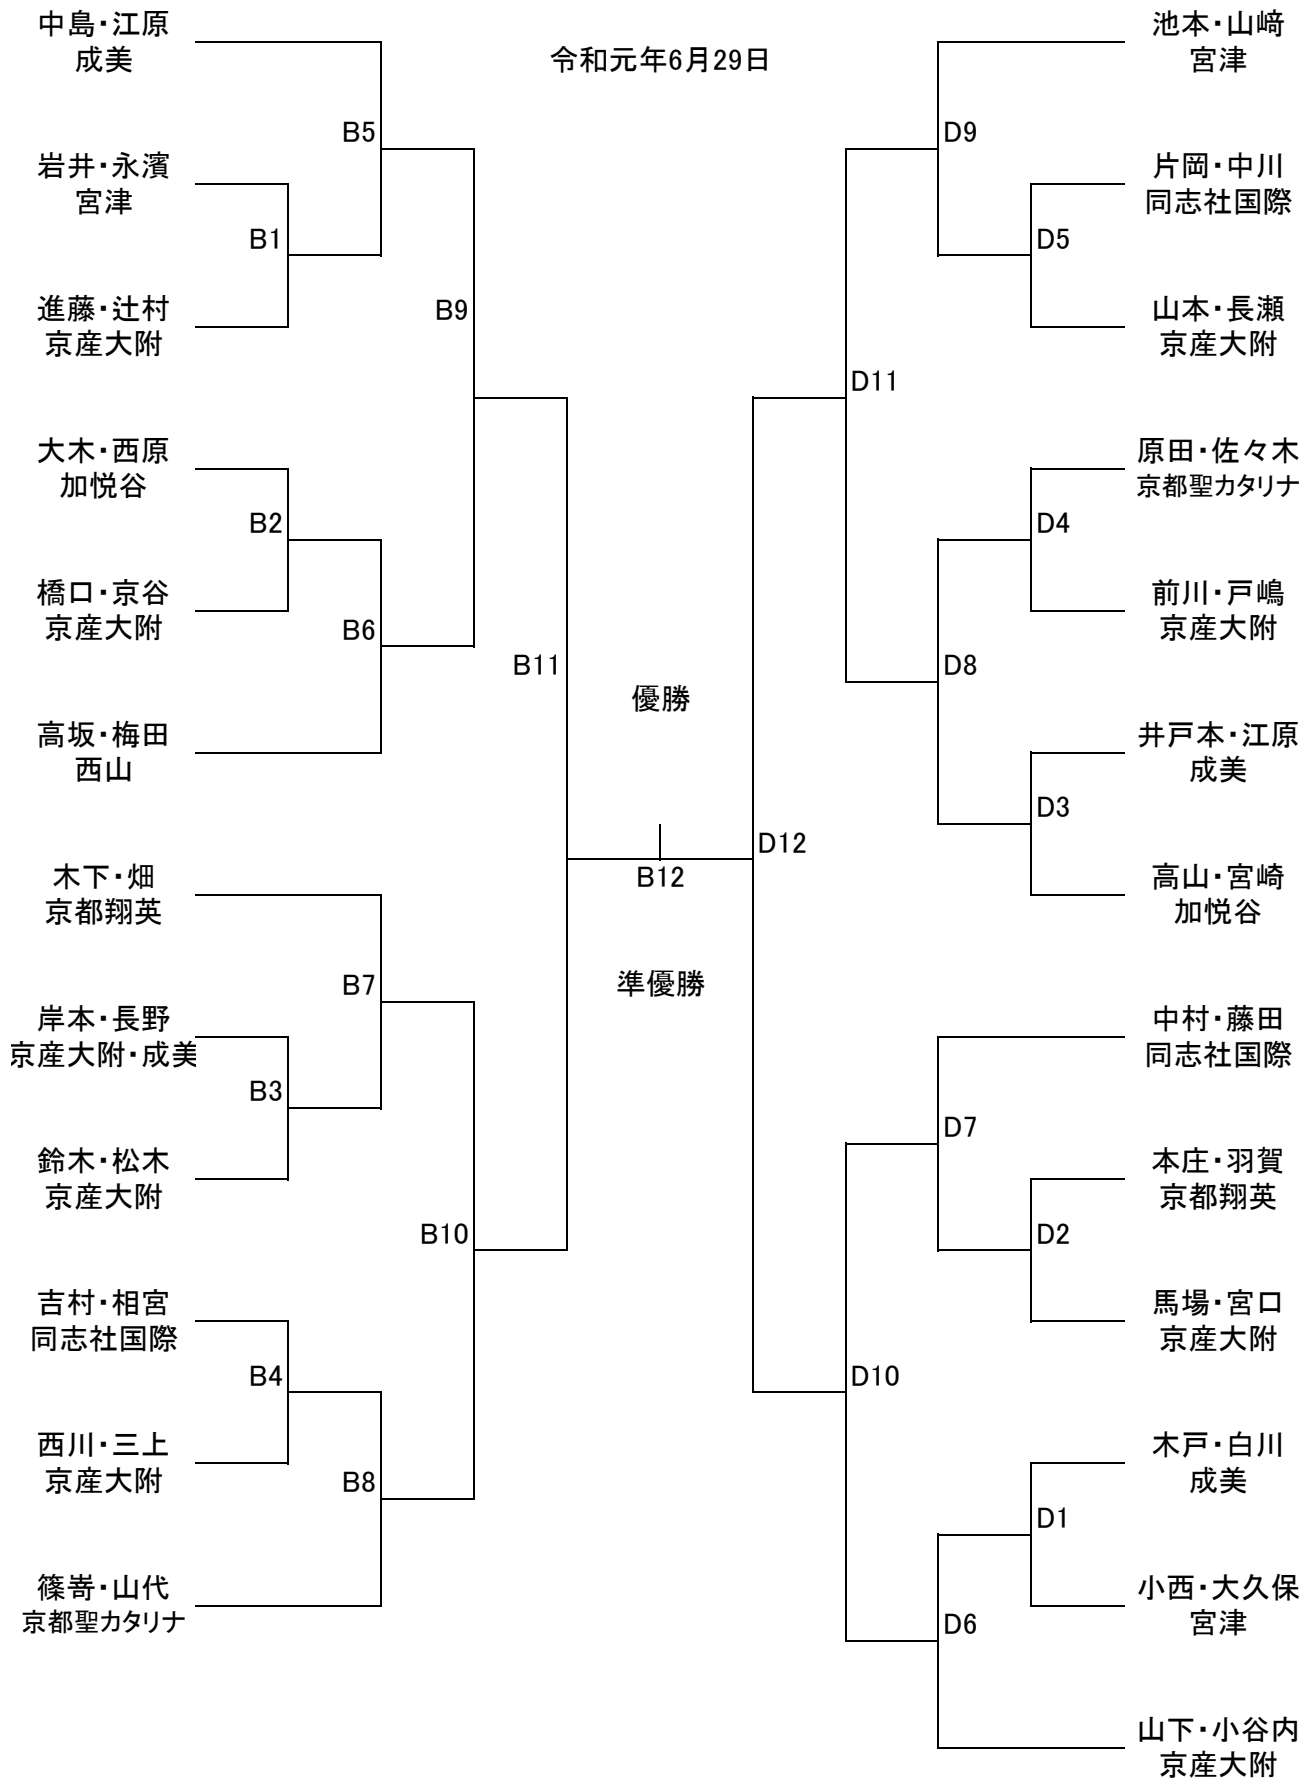 中島・江原
成美
令和元年6月29日
池本・山﨑
宮津
B5
D9
岩井・永濱
宮津
片岡・中川
同志社国際
B1
D5
進藤・辻村
京産大附
B9
山本・長瀬
京産大附
D11
大木・西原
加悦谷
原田・佐々木
京都聖カタリナ
B2
D4
橋口・京谷
京産大附
前川・戸嶋
京産大附
B6
B11
D8
優勝
高坂・梅田
西山
井戸本・江原
成美
D3
D12
木下・畑
京都翔英
B12
高山・宮崎
加悦谷
B7
準優勝
岸本・長野
京産大附・成美
中村・藤田
同志社国際
B3
D7
鈴木・松木
京産大附
本庄・羽賀
京都翔英
B10
D2
吉村・相宮
同志社国際
馬場・宮口
京産大附
B4
D10
西川・三上
京産大附
木戸・白川
成美
B8
D1
篠嵜・山代
京都聖カタリナ
小西・大久保
宮津
D6
山下・小谷内
京産大附